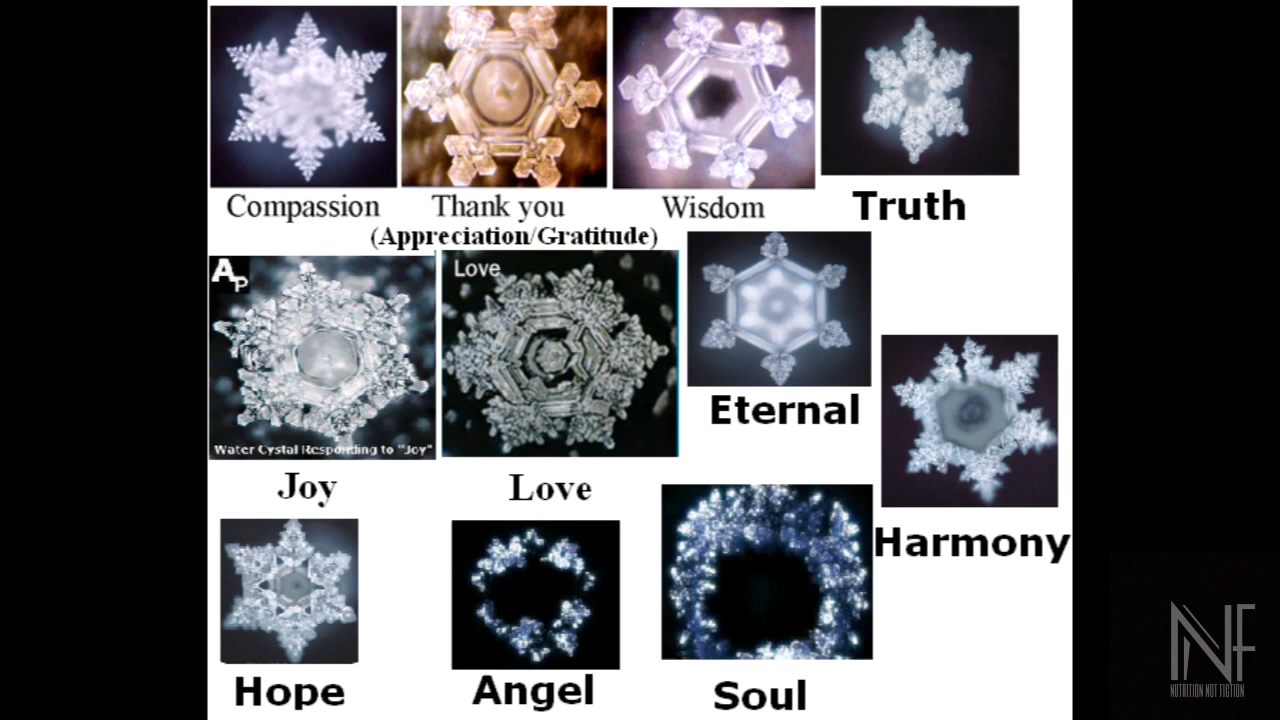 Compassion
Thank you
(Appreciation/Gratitude)
Wisdom
Truth
AP
Water Cystal Responding to "Joy"
Joy
Love
Love
Eternal
Harmony
Hope
Angel
Soul
NF
NUTRITION NOT FICTION